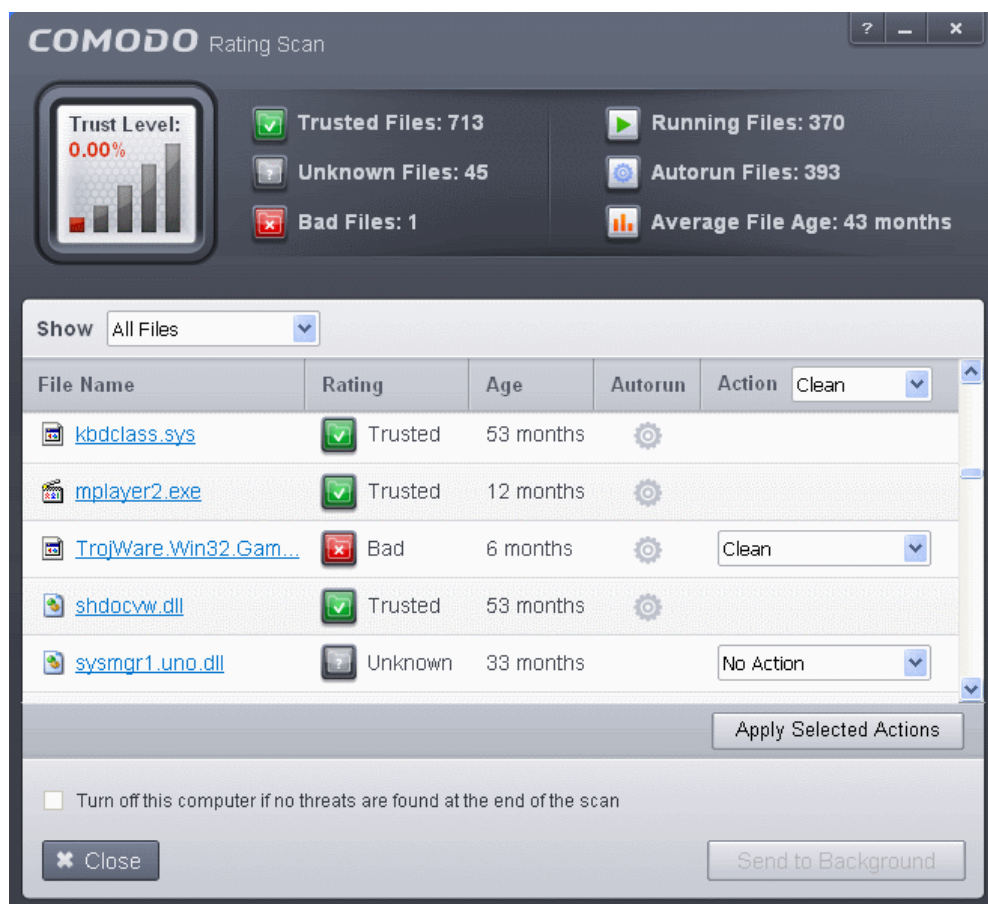 COMODO Rating Scan
? _ x
Trust Level:
0.00%
Trusted Files: 713
Unknown Files: 45
Bad Files: 1
Running Files: 370
Autorun Files: 393
Average File Age: 43 months
Show All Files
File Name Rating Age Autorun Action Clean
kbdclass.sys Trusted 53 months
mplayer2.exe Trusted 12 months
TrojWare.Win32.Gam... Bad 6 months Clean
shdocvw.dll Trusted 53 months
sysmgr1.uno.dll Unknown 33 months No Action
Apply Selected Actions
Turn off this computer if no threats are found at the end of the scan
Close
Send to Background